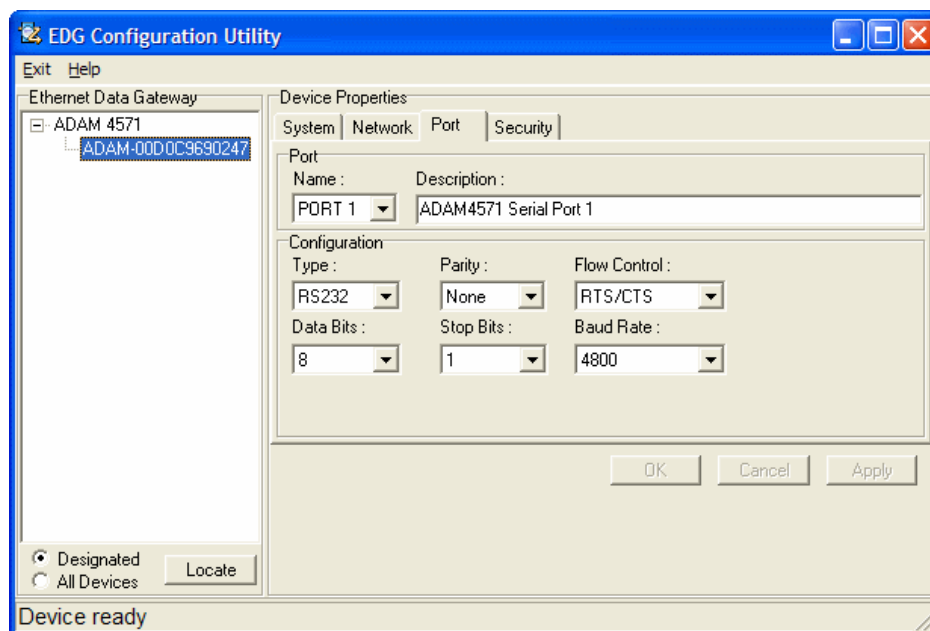 EDG Configuration Utility
Exit Help
Ethernet Data Gateway
ADAM 4571
ADAM-00D0C9690247
Designated
All Devices
Locate
Device Properties
System Network Port Security
Port
Name : Description :
PORT 1 ADAM4571 Serial Port 1
Configuration
Type : Parity : Flow Control :
RS232 None RTS/CTS
Data Bits : Stop Bits : Baud Rate :
8 1 4800
OK Cancel Apply
Device ready